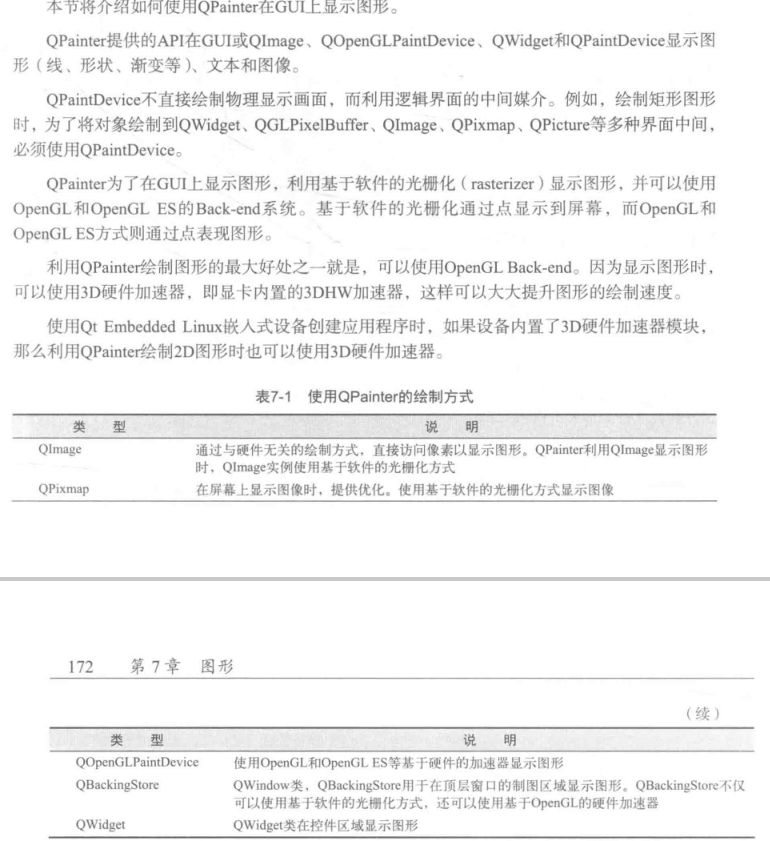 本节将介绍如何使用QPainter在GUI上显示图形。
QPainter提供的API在GUI或QImage、QOpenGLPaintDevice、QWidget和QPaintDevice显示图
形（线、形状、渐变等）、文本和图像。
QPaintDevice不直接绘制物理显示画面，而利用逻辑界面的中间媒介。例如，绘制矩形图形
时，为了将对象绘制到QWidget、QGLPixelBuffer、QImage、QPixmap、QPicture等多种界面中间，
必须使用QPaintDevice。
QPainter为了在GUI上显示图形，利用基于软件的光栅化（rasterizer）显示图形，并可以使用
OpenGL和OpenGL ES的Back-end系统。基于软件的光栅化通过点显示到屏幕，而OpenGL和
OpenGL ES方式则通过点表现图形。
利用QPainter绘制图形的最大好处之一就是，可以使用OpenGL Back-end。因为显示图形时，
可以使用3D硬件加速器，即显卡内置的3DHW加速器，这样可以大大提升图形的绘制速度。
使用Qt Embedded Linux嵌入式设备创建应用程序时，如果设备内置了3D硬件加速器模块，
那么利用QPainter绘制2D图形时也可以使用3D硬件加速器。
表7-1 使用QPainter的绘制方式
类 型 说 明
QImage 通过与硬件无关的绘制方式，直接访问像素以显示图形。QPainter利用QImage显示图形
时，QImage实例使用基于软件的光栅化方式
QPixmap 在屏幕上显示图像时，提供优化。使用基于软件的光栅化方式显示图像
172 第7章 图形
（续）
类 型 说 明
QOpenGLPaintDevice 使用OpenGL和OpenGL ES等基于硬件的加速器显示图形
QBackingStore QWindow类，QBackingStore用于在顶层窗口的制图区域显示图形。QBackingStore不仅
可以使用基于软件的光栅化方式，还可以使用基于OpenGL的硬件加速器
QWidget QWidget类在控件区域显示图形